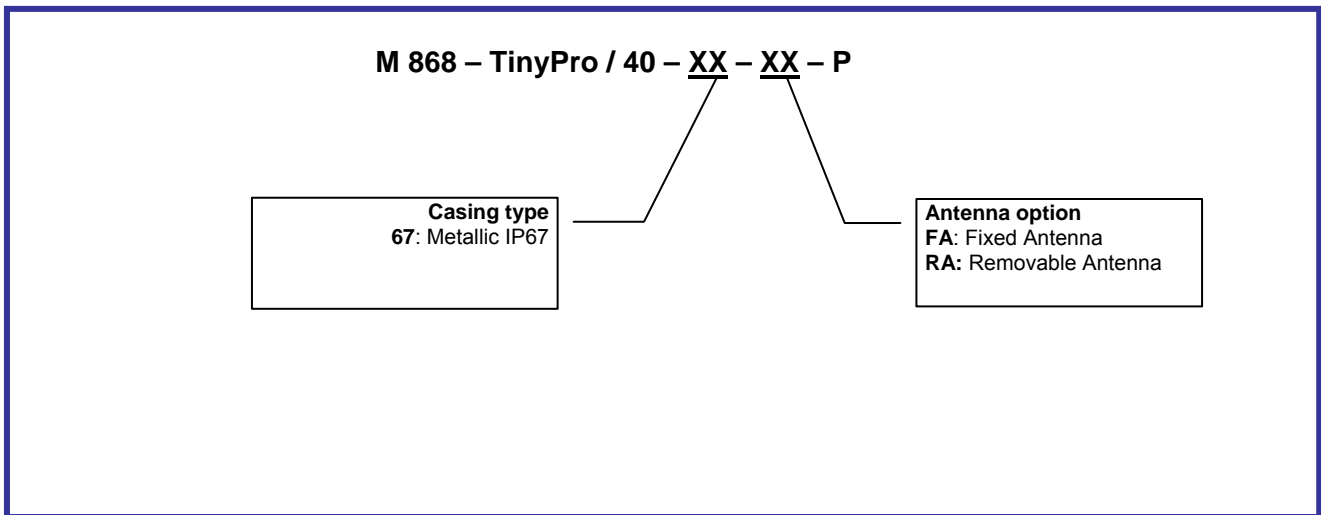 M 868 – TinyPro / 40 – XX – XX – P
Casing type
67: Metallic IP67
Antenna option
FA: Fixed Antenna
RA: Removable Antenna